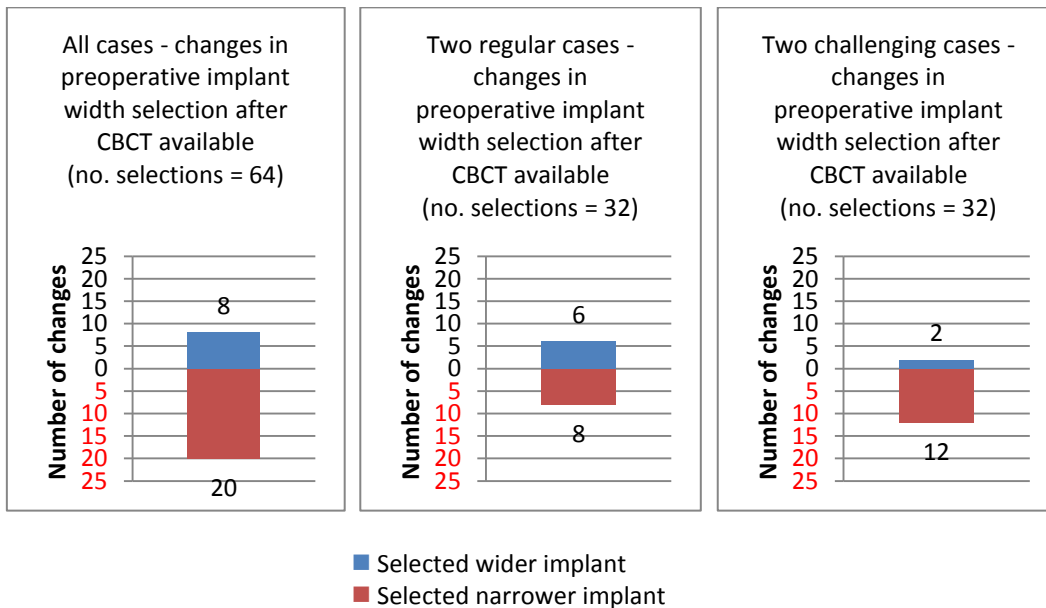 All cases - changes in
preoperative implant
width selection after
CBCT available
(no. selections = 64)
Number of changes
25
20
15
10
5
0
5
10
15
20
25
8
20
Two regular cases -
changes in
preoperative implant
width selection after
CBCT available
(no. selections = 32)
Number of changes
25
20
15
10
5
0
5
10
15
20
25
6
8
Two challenging cases -
changes in
preoperative implant
width selection after
CBCT available
(no. selections = 32)
Number of changes
25
20
15
10
5
0
5
10
15
20
25
2
12
Selected wider implant
Selected narrower implant